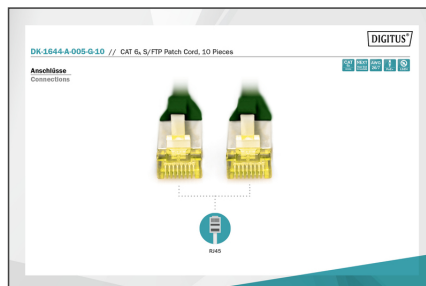 DIGITUS®
DK-1644-A-005-G-10 // CAT 6A S/FTP Patch Cord, 10 Pieces
Anschlüsse
Connections
RJ45